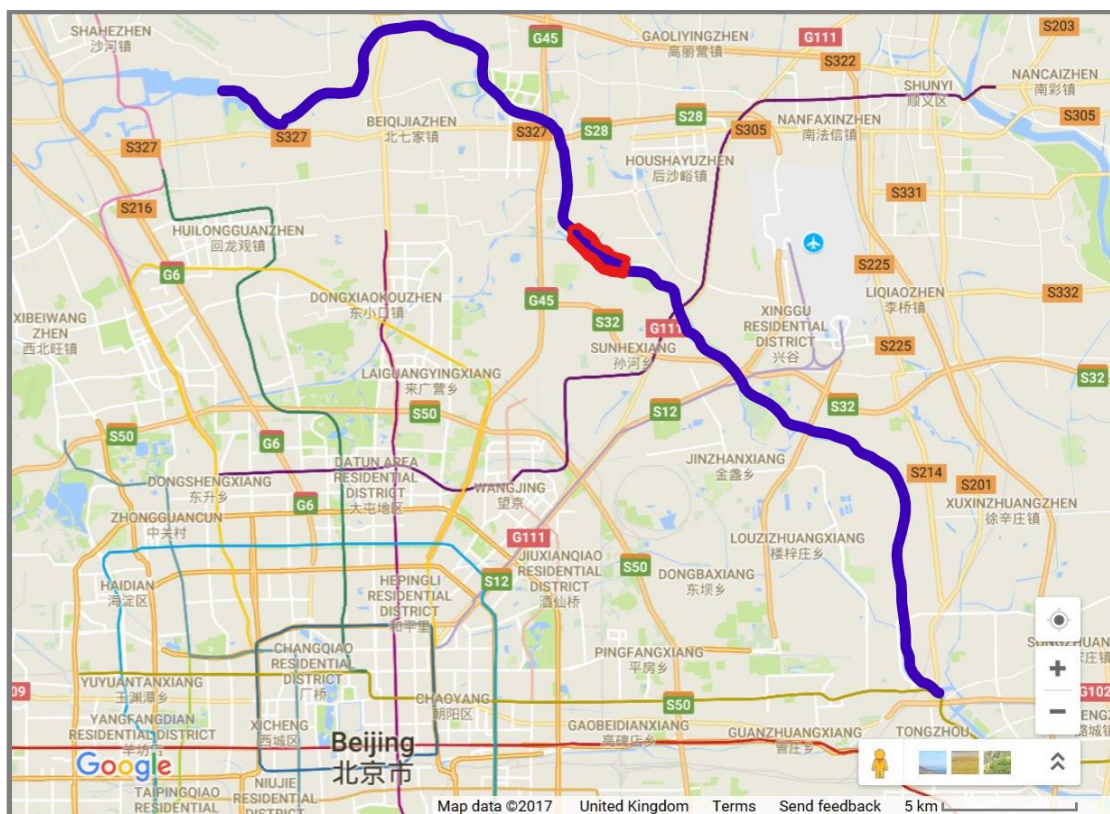 SHAHEZHEN
沙河镇
G45
GAOLIYINGZHEN
高丽营镇
G111
S203
S322
SHUNYI
顺义区
NANCAIZHEN
南彩镇
BEIQIJIAZHEN
北七家镇
S327
S28
S28
S305
NANFAXINZHEN
南法信镇
S305
S327
S327
HOUSHAYUZHEN
后沙峪镇
S331
S216
HUILONGGUANZHEN
回龙观镇
G6
S225
LIQIAOZHEN
李桥镇
S332
DONGXIAOKOUZHEN
东小口镇
G45
XINGGU
RESIDENTIAL
DISTRICT
兴谷
XIBEIWANG
ZHEN
西北旺镇
S32
G111
SUNHEXIANG
孙河乡
S225
LAIGUANGYINGXIANG
来广营乡
S32
S50
S12
S32
S50
G6
DATUN AREA
RESIDENTIAL
DISTRICT
大屯地区
JINZHANXIANG
金盏乡
S214
S201
DONGSHENGXIANG
东升乡
WANGJING
望京
G6
XUXINZHUANGZHEN
徐辛庄镇
ZHONGGUANCUN
中关村
G111
LOUZIZHUANGXIANG
楼梓庄乡
JIUXIANQIAO
RESIDENTIAL
DISTRICT
酒仙桥
S50
DONGBAXIANG
东坝乡
HAIDIAN
海淀区
HEPINGLI
RESIDENTIAL
DISTRICT
和平里
S12
CHANGQIAO
RESIDENTIAL
DISTRICT
厂桥
PINGFANGXIANG
平房乡
YUYUANTANXIANG
玉渊潭乡
CHAOYANG
朝阳区
S50
G102
YANGFANGDIAN
RESIDENTIAL DISTRICT
羊坊店
XICHENG
西城区
GAOBEIDIANXIANG
高碑店乡
GUANZHUANGXIANG
管庄乡
TONGZHOU
Beijing
北京市
Google
TAIPINGQIAO
RESIDENTIAL
NIUJIE
RESIDENTIAL
DISTRICT
Map data ©2017 United Kingdom Terms Send feedback 5 km